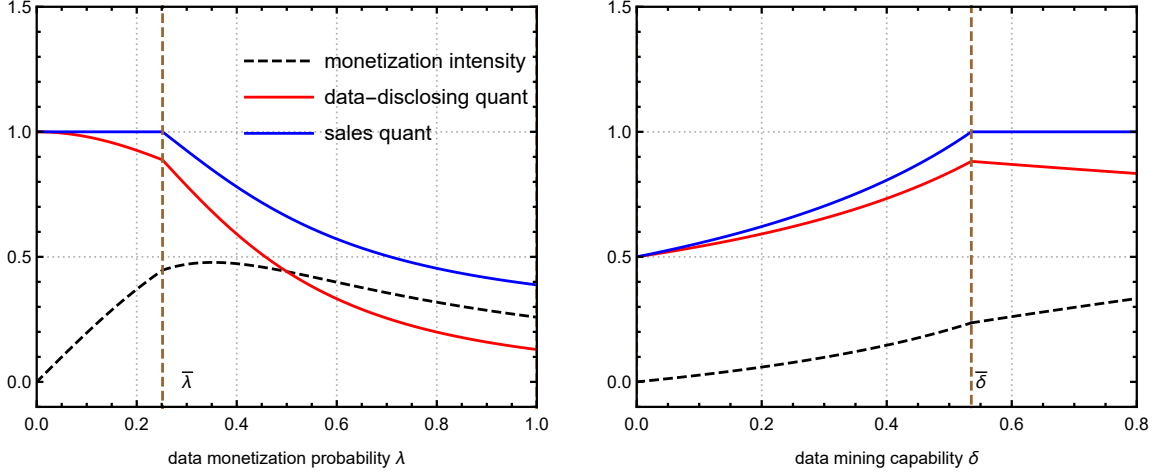 1.5
1.0
0.5
0.0
monetization intensity
data-disclosing quant
sales quant
λ̅
0.0 0.2 0.4 0.6 0.8 1.0
data monetization probability λ
1.5
1.0
0.5
0.0
δ̅
0.0 0.2 0.4 0.6 0.8
data mining capability δ